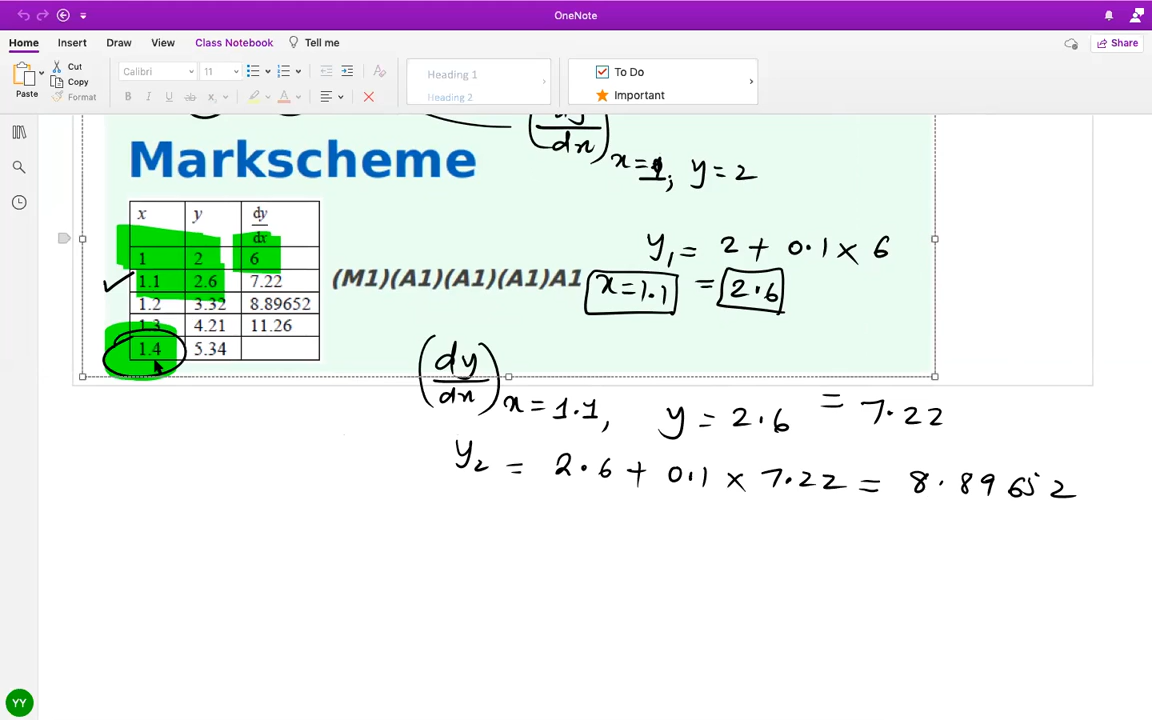 OneNote
Home Insert Draw View Class Notebook Tell me Share
Paste Cut Copy Format
Calibri 11
B I U ab x A
Heading 1
Heading 2
To Do
Important
dy/dx x=1, y=2
Markscheme
x y dy/dx
1 2 6
1.1 2.6 7.22
1.2 3.32 8.89652
1.3 4.21 11.26
1.4 5.34
(M1)(A1)(A1)(A1)A1
y₁ = 2 + 0.1 × 6
x=1.1 = 2.6
(dy/dx) x=1.1, y=2.6 = 7.22
y₂ = 2.6 + 0.1 × 7.22 = 8.89652
YY